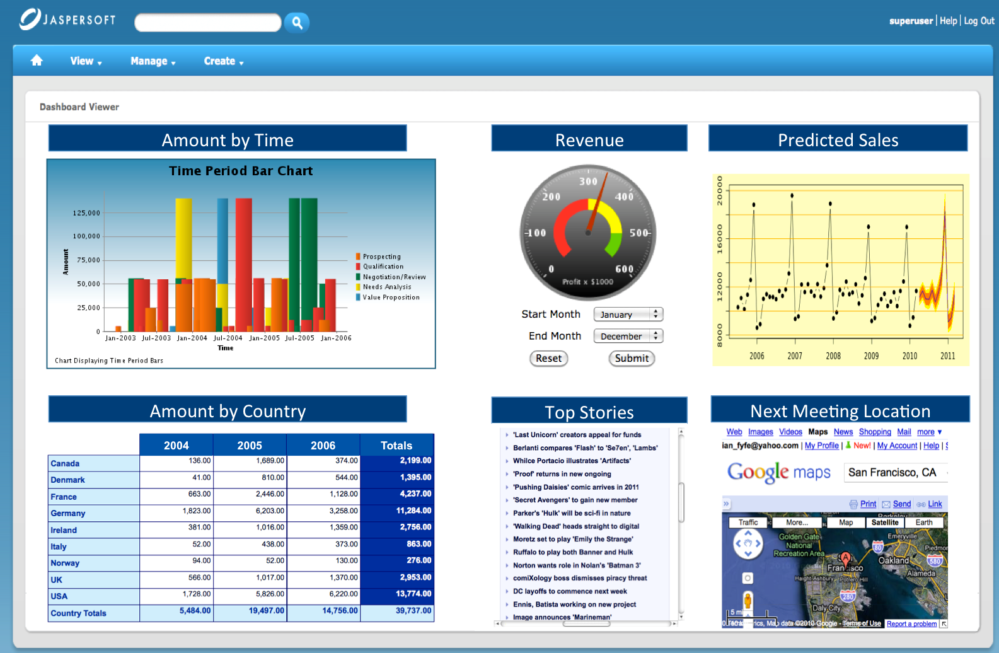 JASPERSOFT
superuser | Help | Log Out
View
Manage
Create
Dashboard Viewer
Amount by Time
Time Period Bar Chart
Amount
125,000
100,000
75,000
50,000
25,000
0
Jan-2003 Jul-2003 Jan-2004 Jul-2004 Jan-2005 Jul-2005 Jan-2006
Time
Prospecting
Qualification
Negotiation/Review
Needs Analysis
Value Proposition
Chart Displaying Time Period Bars
Revenue
0
100
200
300
400
500
600
Profit x $1000
Start Month January
End Month December
Reset Submit
Predicted Sales
20000
16000
12000
8000
2006 2007 2008 2009 2010 2011
Amount by Country
2004 2005 2006 Totals
Canada 136.00 1,689.00 374.00 2,199.00
Denmark 41.00 810.00 544.00 1,395.00
France 663.00 2,446.00 1,128.00 4,237.00
Germany 1,823.00 6,203.00 3,258.00 11,284.00
Ireland 381.00 1,016.00 1,359.00 2,756.00
Italy 52.00 438.00 373.00 863.00
Norway 94.00 52.00 130.00 276.00
UK 566.00 1,017.00 1,370.00 2,953.00
USA 1,728.00 5,826.00 6,220.00 13,774.00
Country Totals 5,484.00 19,497.00 14,756.00 39,737.00
Top Stories
'Last Unicorn' creators appeal for funds
Berlanti compares 'Flash' to 'Se7en', 'Lambs'
Whilce Portacio illustrates 'Artifacts'
'Proof' returns in new ongoing
'Pushing Daisies' comic arrives in 2011
'Secret Avengers' to gain new member
Parker's 'Hulk' will be sci-fi in nature
'Walking Dead' heads straight to digital
Moretz set to play 'Emily the Strange'
Ruffalo to play both Banner and Hulk
Norton wants role in Nolan's 'Batman 3'
comiXology boss dismisses piracy threat
DC layoffs to commence next week
Ennis, Batista working on new project
Image announces 'Marineman'
Next Meeting Location
Web Images Videos Maps News Shopping Mail more ▼
ian_fyfe@yahoo.com | My Profile | New! | My Account | Help |
Google maps
San Francisco, CA
» Print Send Link
Traffic More... Map Satellite Earth
Berkeley
Emeryville
Golden Gate
National
Recreation Area
80
Piedmor
Oakland
580
A
Francisco
Alameda
Haight Ashbury
Potrero Hill
280
Daly City
5 mi
Map data ©2010 Google - Terms of Use
Report a problem